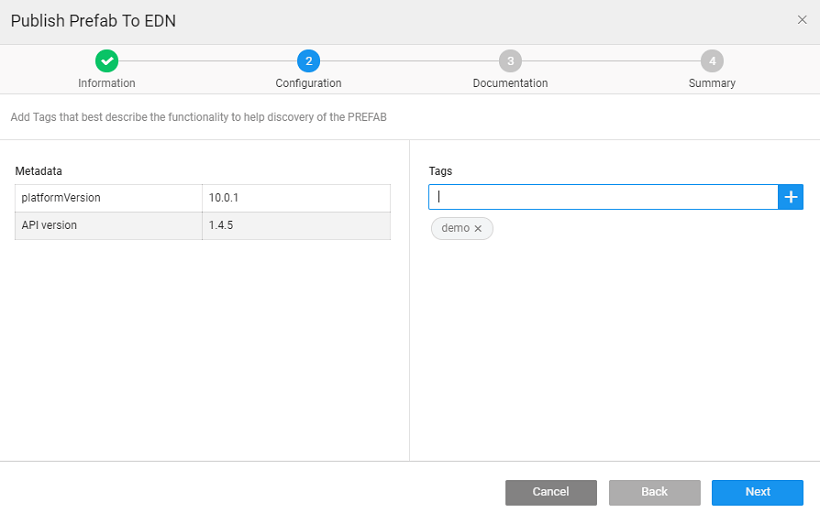 Publish Prefab To EDN
×
2 3 4
Information Configuration Documentation Summary
Add Tags that best describe the functionality to help discovery of the PREFAB
Metadata
platformVersion 10.0.1
API version 1.4.5
Tags
+
demo ×
Cancel Back Next